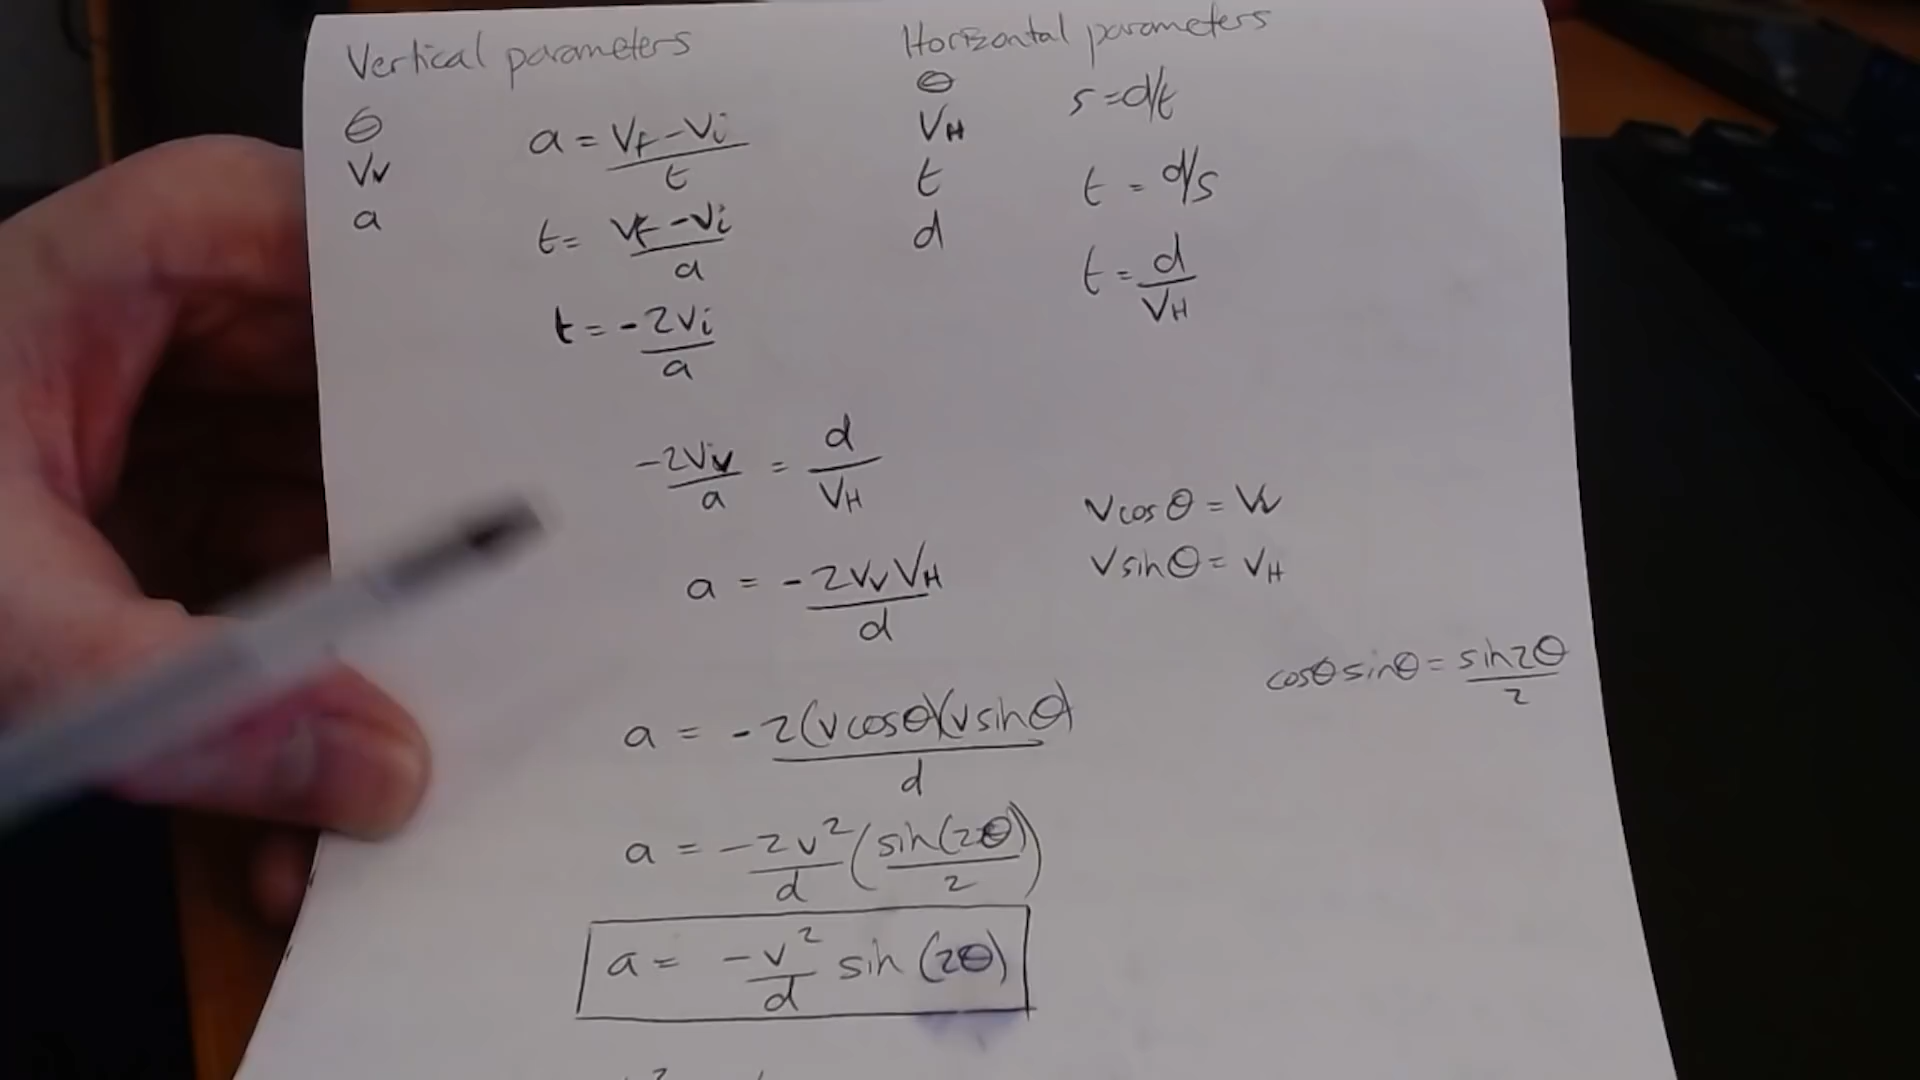 Vertical parameters
θ
Vv
a
a = Vf - Vi / t
t = Vf - Vi / a
t = -2Vi / a
Horizontal parameters
θ
VH
t
d
s = d/t
t = d/s
t = d / VH
-2Viv / a = d / VH
a = -2VvVH / d
Vcosθ = Vv
Vsinθ = VH
cosθsinθ = sin2θ / 2
a = -2(vcosθ)(vsinθ) / d
a = -2v² / d (sin(2θ) / 2)
a = -v² / d sin(2θ)